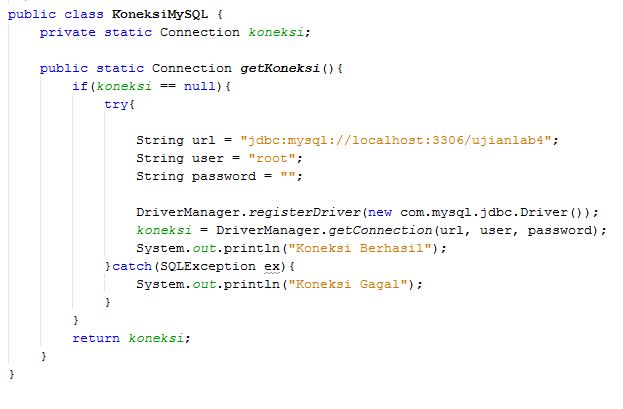 public class KoneksiMySQL {
    private static Connection koneksi;

    public static Connection getKoneksi(){
        if(koneksi == null){
            try{

                String url = "jdbc:mysql://localhost:3306/ujianlab4";
                String user = "root";
                String password = "";

                DriverManager.registerDriver(new com.mysql.jdbc.Driver());
                koneksi = DriverManager.getConnection(url, user, password);
                System.out.println("Koneksi Berhasil");
            }catch(SQLException ex){
                System.out.println("Koneksi Gagal");
            }
        }
        return koneksi;
    }
}